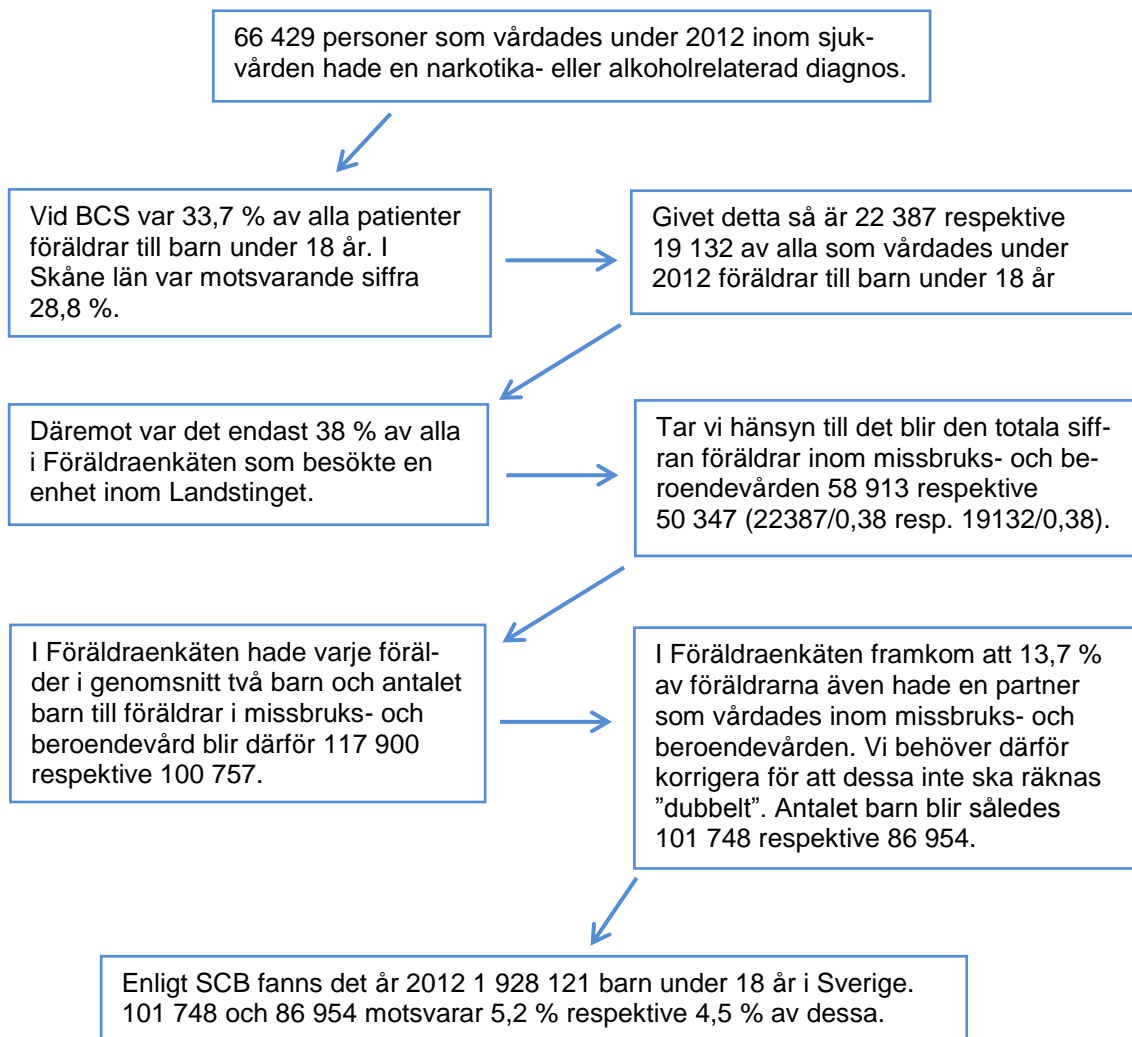 66 429 personer som vårdades under 2012 inom sjuk-
vården hade en narkotika- eller alkoholrelaterad diagnos.
Vid BCS var 33,7 % av alla patienter
föräldrar till barn under 18 år. I
Skåne län var motsvarande siffra
28,8 %.
Givet detta så är 22 387 respektive
19 132 av alla som vårdades under
2012 föräldrar till barn under 18 år
Däremot var det endast 38 % av alla
i Föräldraenkäten som besökte en
enhet inom Landstinget.
Tar vi hänsyn till det blir den totala siff-
ran föräldrar inom missbruks- och be-
roendevården 58 913 respektive
50 347 (22387/0,38 resp. 19132/0,38).
I Föräldraenkäten hade varje föräl-
der i genomsnitt två barn och antalet
barn till föräldrar i missbruks- och
beroendevård blir därför 117 900
respektive 100 757.
I Föräldraenkäten framkom att 13,7 %
av föräldrarna även hade en partner
som vårdades inom missbruks- och
beroendevården. Vi behöver därför
korrigera för att dessa inte ska räknas
”dubbelt”. Antalet barn blir således
101 748 respektive 86 954.
Enligt SCB fanns det år 2012 1 928 121 barn under 18 år i Sverige.
101 748 och 86 954 motsvarar 5,2 % respektive 4,5 % av dessa.